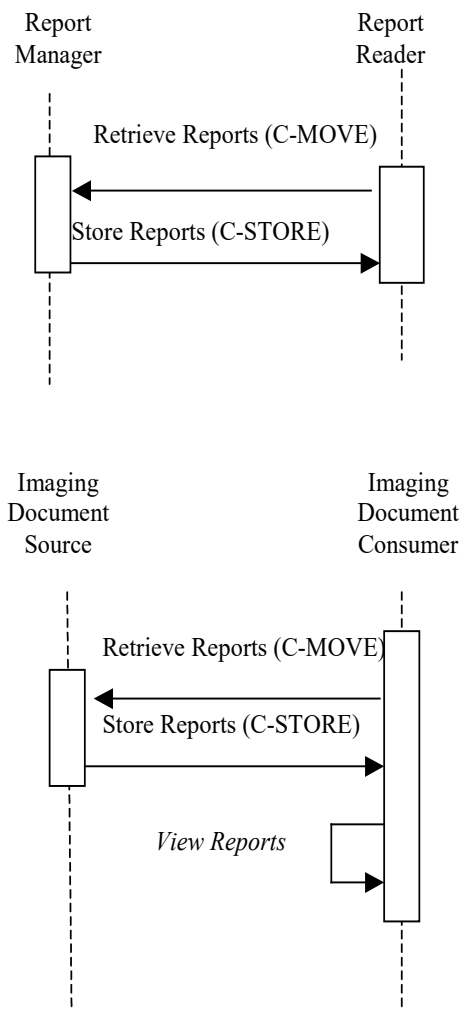 Report
Manager
Report
Reader
Retrieve Reports (C-MOVE)
Store Reports (C-STORE)
Imaging
Document
Source
Imaging
Document
Consumer
Retrieve Reports (C-MOVE)
Store Reports (C-STORE)
View Reports